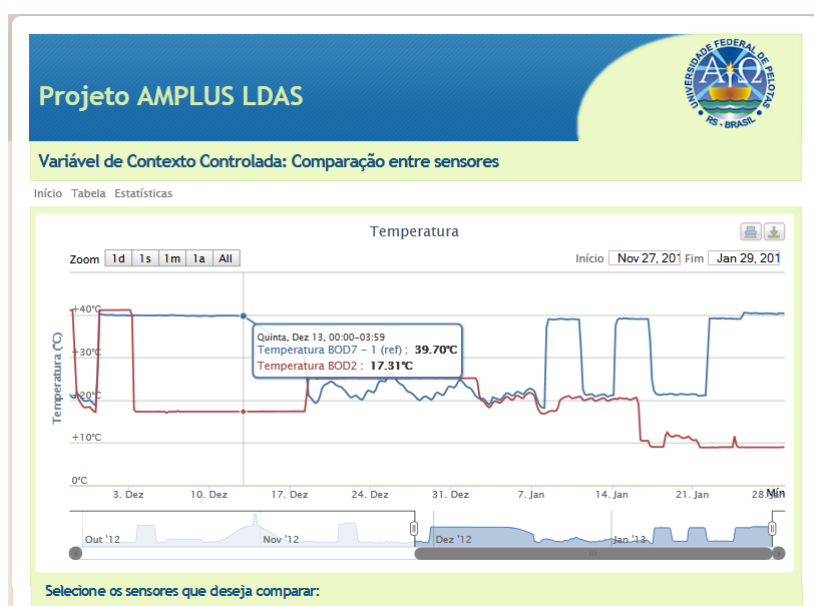 UNIVERSIDADE FEDERAL DE PELOTAS
RS - BRASIL
Projeto AMPLUS LDAS
Variável de Contexto Controlada: Comparação entre sensores
Início Tabela Estatísticas
Temperatura
Zoom 1d 1s 1m 1a All
Início Nov 27, 201 Fim Jan 29, 201
Temperatura (°C)
+40°C
+30°C
+20°C
+10°C
0°C
Quinta, Dez 13, 00:00-03:59
Temperatura BOD7 - 1 (ref) : 39.70°C
Temperatura BOD2 : 17.31°C
3. Dez 10. Dez 17. Dez 24. Dez 31. Dez 7. Jan 14. Jan 21. Jan 28. Jan
Mín
Out '12 Nov '12 Dez '12 Jan '13
Selecione os sensores que deseja comparar: